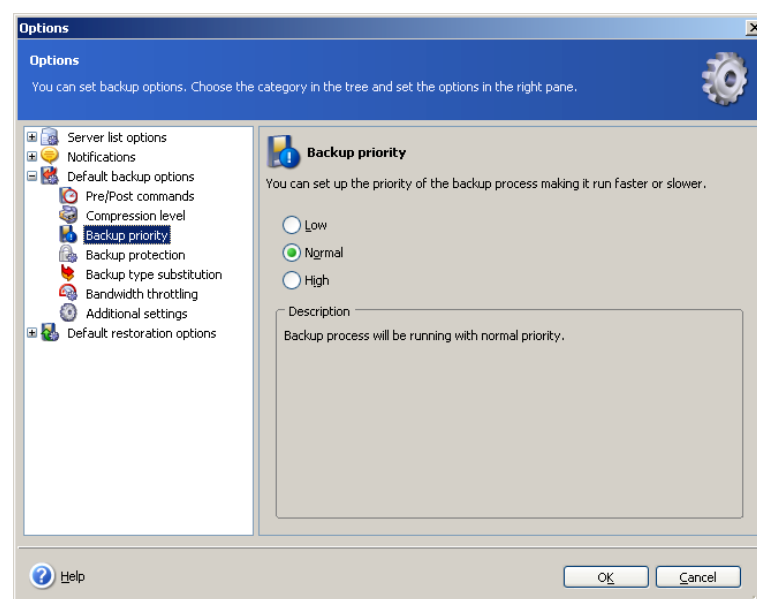 Options
Options
You can set backup options. Choose the category in the tree and set the options in the right pane.
Server list options
Notifications
Default backup options
Pre/Post commands
Compression level
Backup priority
Backup protection
Backup type substitution
Bandwidth throttling
Additional settings
Default restoration options
Backup priority
You can set up the priority of the backup process making it run faster or slower.
Low
Normal
High
Description
Backup process will be running with normal priority.
Help
OK
Cancel